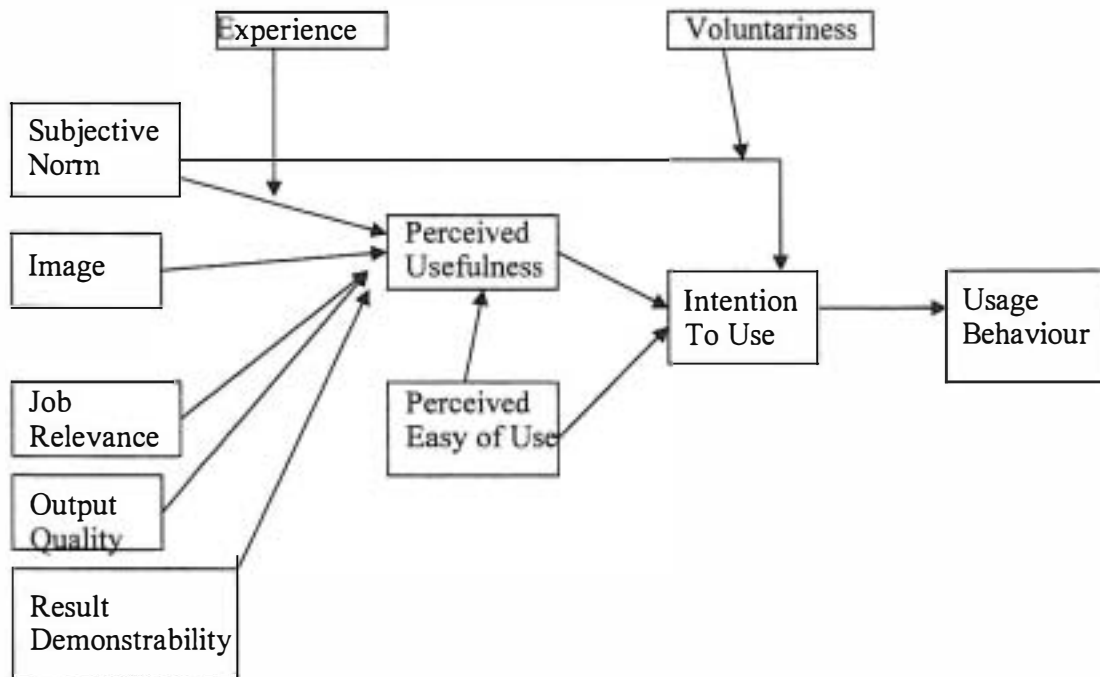 Experience
Voluntariness
Subjective
Norm
Image
Perceived
Usefulness
Intention
To Use
Usage
Behaviour
Job
Relevance
Perceived
Easy of Use
Output
Quality
Result
Demonstrability